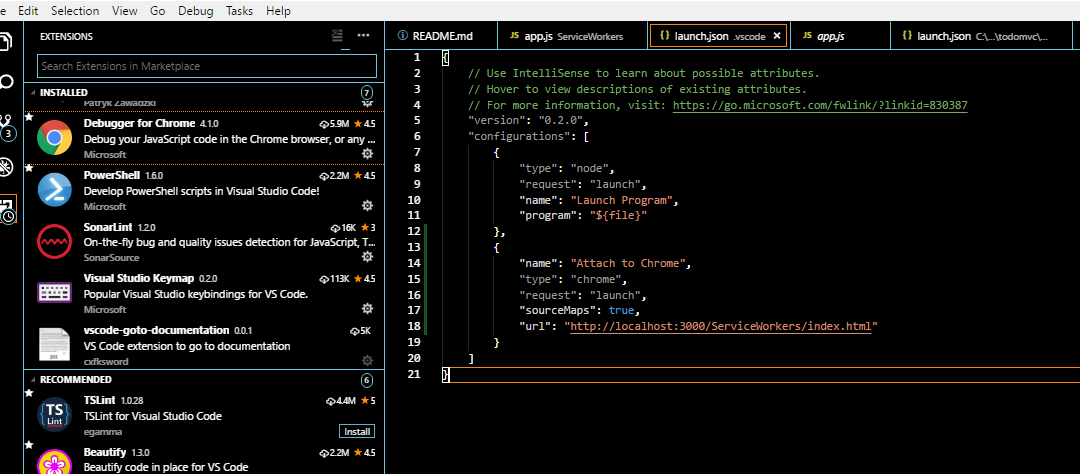 e Edit Selection View Go Debug Tasks Help
EXTENSIONS
Search Extensions in Marketplace
INSTALLED 7
Patryk Zawadzki
Debugger for Chrome 4.1.0 5.9M 4.5
Debug your JavaScript code in the Chrome browser, or any ...
Microsoft
PowerShell 1.6.0 2.2M 4.5
Develop PowerShell scripts in Visual Studio Code!
Microsoft
SonarLint 1.2.0 16K 3
On-the-fly bug and quality issues detection for JavaScript, T...
SonarSource
Visual Studio Keymap 0.2.0 113K 4.5
Popular Visual Studio keybindings for VS Code.
Microsoft
vscode-goto-documentation 0.0.1 5K
VS Code extension to go to documentation
cxfksword
RECOMMENDED 6
TSLint 1.0.28 4.4M 5
TSLint for Visual Studio Code
egamma Install
Beautify 1.3.0 2.2M 4.5
Beautify code in place for VS Code
3
TS
Lint
DOC
README.md JS app.js ServiceWorkers {} launch.json .vscode JS app.js {} launch.json C:\...\todomvc\...
1 {
2 // Use IntelliSense to learn about possible attributes.
3 // Hover to view descriptions of existing attributes.
4 // For more information, visit: https://go.microsoft.com/fwlink/?linkid=830387
5 "version": "0.2.0",
6 "configurations": [
7 {
8 "type": "node",
9 "request": "launch",
10 "name": "Launch Program",
11 "program": "${file}"
12 },
13 {
14 "name": "Attach to Chrome",
15 "type": "chrome",
16 "request": "launch",
17 "sourceMaps": true,
18 "url": "http://localhost:3000/ServiceWorkers/index.html"
19 }
20 ]
21 }